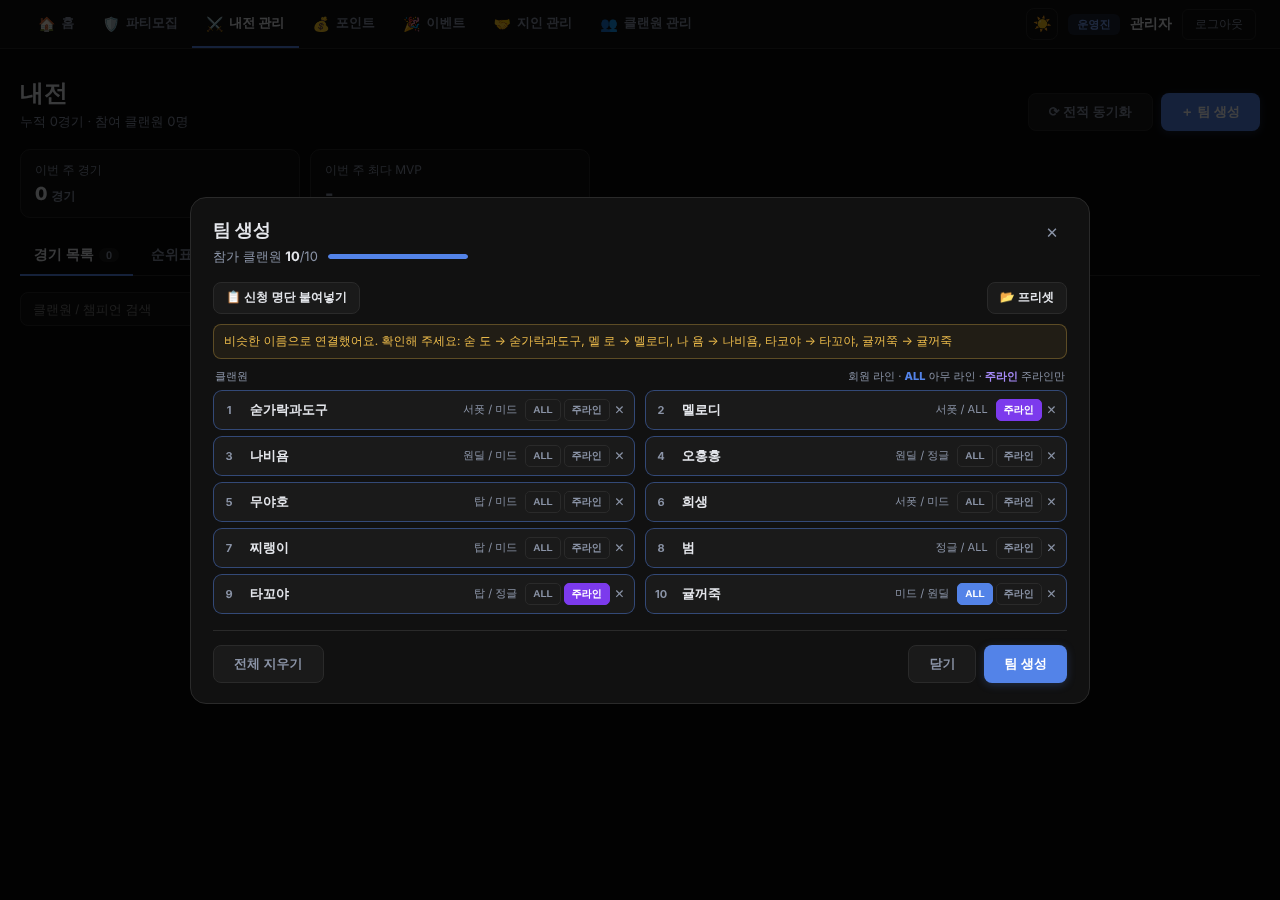 🏠 홈 🛡️ 파티모집 ⚔️ 내전 관리 💰 포인트 🎉 이벤트 🤝 지인 관리 👥 클랜원 관리 ☀️ 운영진 관리자 로그아웃
내전
누적 0경기 · 참여 클랜원 0명
⟳ 전적 동기화 + 팀 생성
이번 주 경기 이번 주 최다 MVP
0 경기 -
경기 목록 0 순위표
클랜원 / 챔피언 검색
팀 생성 ×
참가 클랜원 10/10
📋 신청 명단 붙여넣기 📂 프리셋
비슷한 이름으로 연결했어요. 확인해 주세요: 숟 도 → 숟가락과도구, 멜 로 → 멜로디, 나 욤 → 나비욤, 타코야 → 타꼬야, 귤꺼쭉 → 귤꺼죽
클랜원 회원 라인 · ALL 아무 라인 · 주라인 주라인만
1 숟가락과도구 서폿 / 미드 ALL 주라인 ✕ 2 멜로디 서폿 / ALL 주라인 ✕
3 나비욤 원딜 / 미드 ALL 주라인 ✕ 4 오홍홍 원딜 / 정글 ALL 주라인 ✕
5 무야호 탑 / 미드 ALL 주라인 ✕ 6 희생 서폿 / 미드 ALL 주라인 ✕
7 찌랭이 탑 / 미드 ALL 주라인 ✕ 8 범 정글 / ALL 주라인 ✕
9 타꼬야 탑 / 정글 ALL 주라인 ✕ 10 귤꺼죽 미드 / 원딜 ALL 주라인 ✕
전체 지우기 닫기 팀 생성